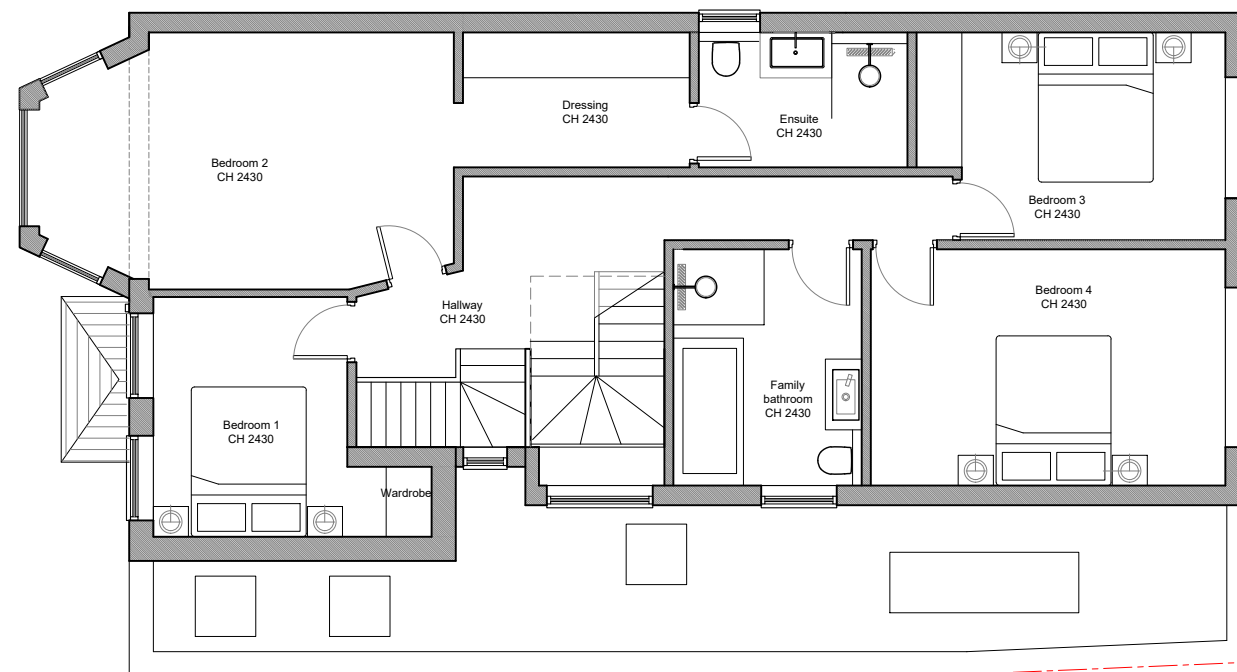 Dressing
CH 2430
Ensuite
CH 2430
Bedroom 2
CH 2430
Bedroom 3
CH 2430
Hallway
CH 2430
Bedroom 4
CH 2430
Family
bathroom
CH 2430
Bedroom 1
CH 2430
Wardrobe